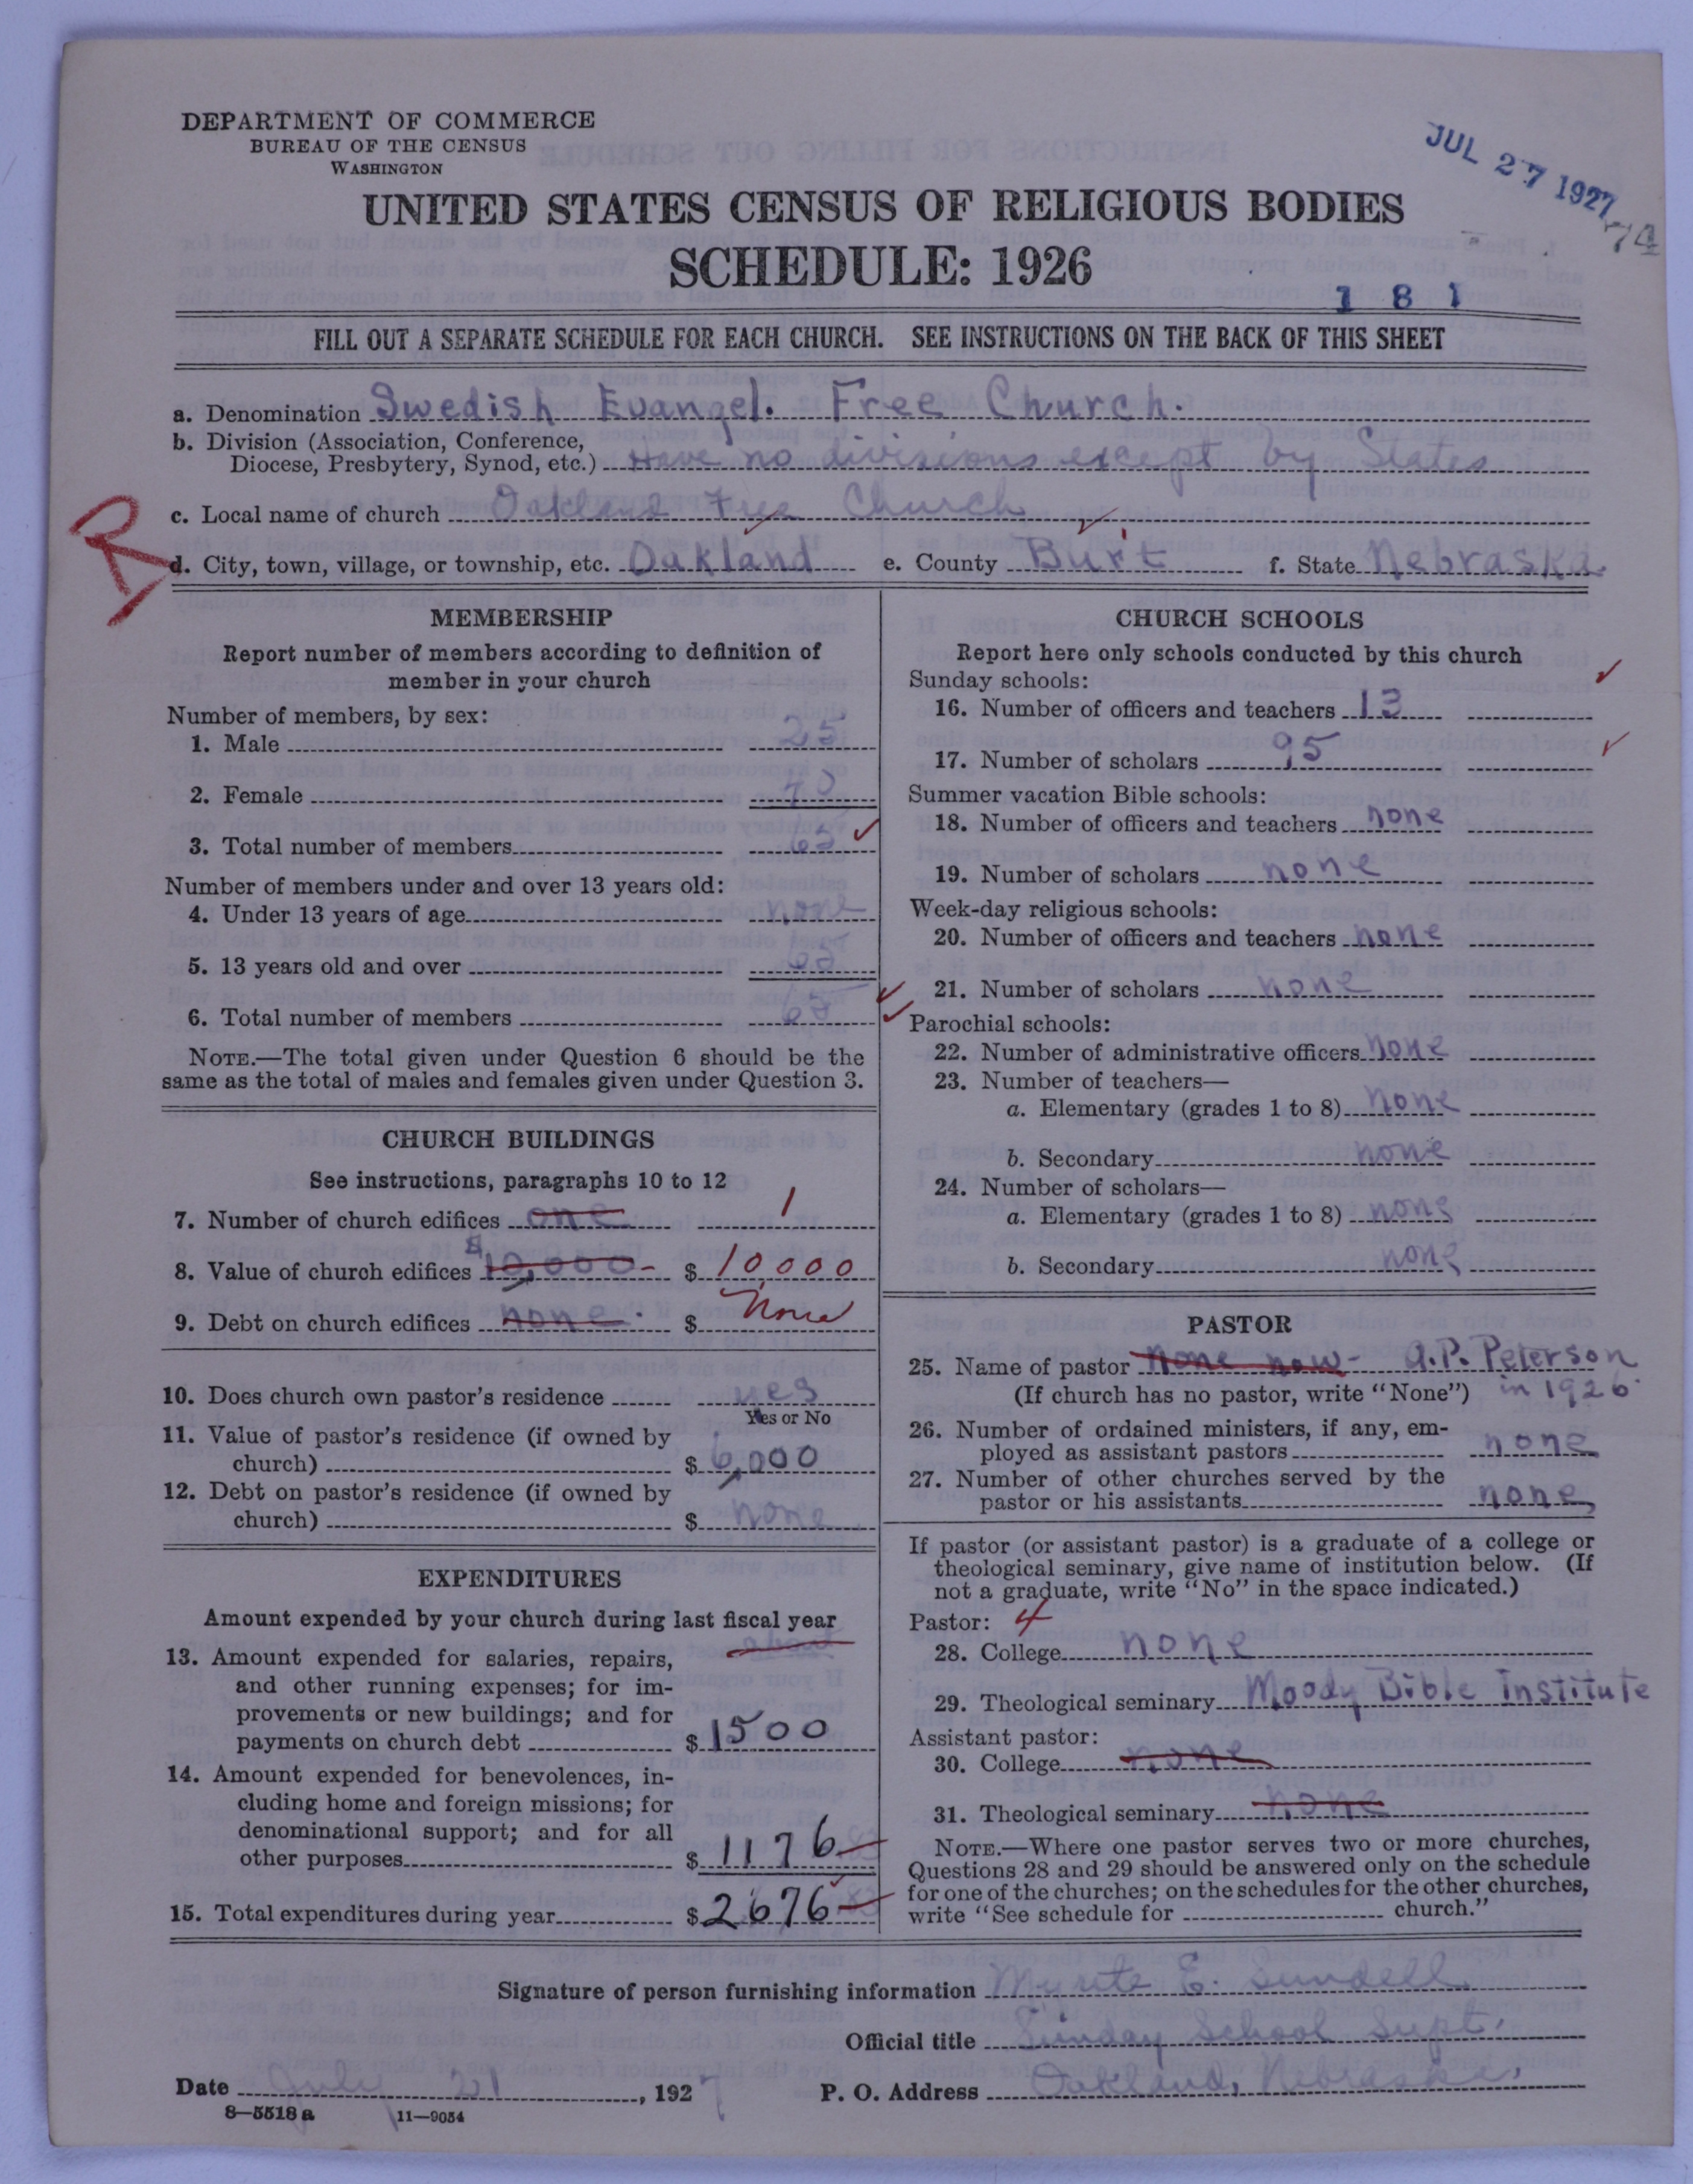 DEPARTMENT OF COMMERCE
BUREAU OF THE CENSUS
WASHINGTON
JUL 27 1927
74
UNITED STATES CENSUS OF RELIGIOUS BODIES
SCHEDULE: 1926
1 8 1
FILL OUT A SEPARATE SCHEDULE FOR EACH CHURCH. SEE INSTRUCTIONS ON THE BACK OF THIS SHEET
a. Denomination Swedish Evangel. Free Church.
b. Division (Association, Conference,
Diocese, Presbytery, Synod, etc.) Have no divisions except by States
c. Local name of church Oakland Free Church
R
d. City, town, village, or township, etc. Oakland e. County Burt f. State Nebraska.
MEMBERSHIP
Report number of members according to definition of
member in your church
Number of members, by sex:
1. Male 25
2. Female 40
3. Total number of members 65
Number of members under and over 13 years old:
4. Under 13 years of age none
5. 13 years old and over 65
6. Total number of members 65
NOTE.—The total given under Question 6 should be the
same as the total of males and females given under Question 3.
CHURCH BUILDINGS
See instructions, paragraphs 10 to 12
7. Number of church edifices one 1
8. Value of church edifices $10,000- $ 10,000
9. Debt on church edifices none. $ None
10. Does church own pastor's residence yes
Yes or No
11. Value of pastor's residence (if owned by
church) $ 6,000
12. Debt on pastor's residence (if owned by
church) $ none
EXPENDITURES
Amount expended by your church during last fiscal year
about
13. Amount expended for salaries, repairs,
and other running expenses; for im-
provements or new buildings; and for
payments on church debt $ 1500
14. Amount expended for benevolences, in-
cluding home and foreign missions; for
denominational support; and for all
other purposes $ 1176.83
15. Total expenditures during year $ 2676.83
CHURCH SCHOOLS
Report here only schools conducted by this church
Sunday schools:
16. Number of officers and teachers 13
17. Number of scholars 95
Summer vacation Bible schools:
18. Number of officers and teachers none
19. Number of scholars none
Week-day religious schools:
20. Number of officers and teachers none
21. Number of scholars none
Parochial schools:
22. Number of administrative officers none
23. Number of teachers—
a. Elementary (grades 1 to 8) none
b. Secondary none
24. Number of scholars—
a. Elementary (grades 1 to 8) none
b. Secondary none
PASTOR
25. Name of pastor None now- A.P. Peterson
(If church has no pastor, write "None") in 1926
26. Number of ordained ministers, if any, em-
ployed as assistant pastors none
27. Number of other churches served by the
pastor or his assistants none
If pastor (or assistant pastor) is a graduate of a college or
theological seminary, give name of institution below. (If
not a graduate, write "No" in the space indicated.)
Pastor: 4
28. College none
29. Theological seminary Moody Bible Institute
Assistant pastor:
30. College none
31. Theological seminary none
NOTE.—Where one pastor serves two or more churches,
Questions 28 and 29 should be answered only on the schedule
for one of the churches; on the schedules for the other churches,
write "See schedule for church."
Signature of person furnishing information Myrtle E. Sundell
Official title Sunday School Supt.
Date July 21, 1927 P. O. Address Oakland, Nebraska.
8—5518 a 11—9054